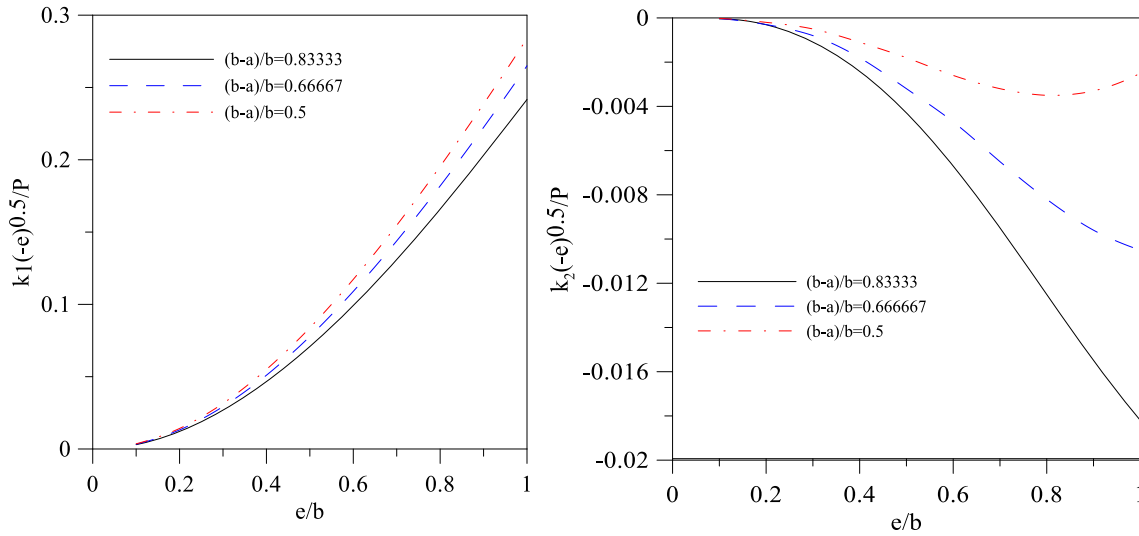 0.3
0.2
0.1
0
k1(-e)0.5/P
(b-a)/b=0.83333
(b-a)/b=0.66667
(b-a)/b=0.5
0 0.2 0.4 0.6 0.8 1
e/b
0
-0.004
-0.008
-0.012
-0.016
-0.02
k2(-e)0.5/P
(b-a)/b=0.83333
(b-a)/b=0.666667
(b-a)/b=0.5
0 0.2 0.4 0.6 0.8 1
e/b